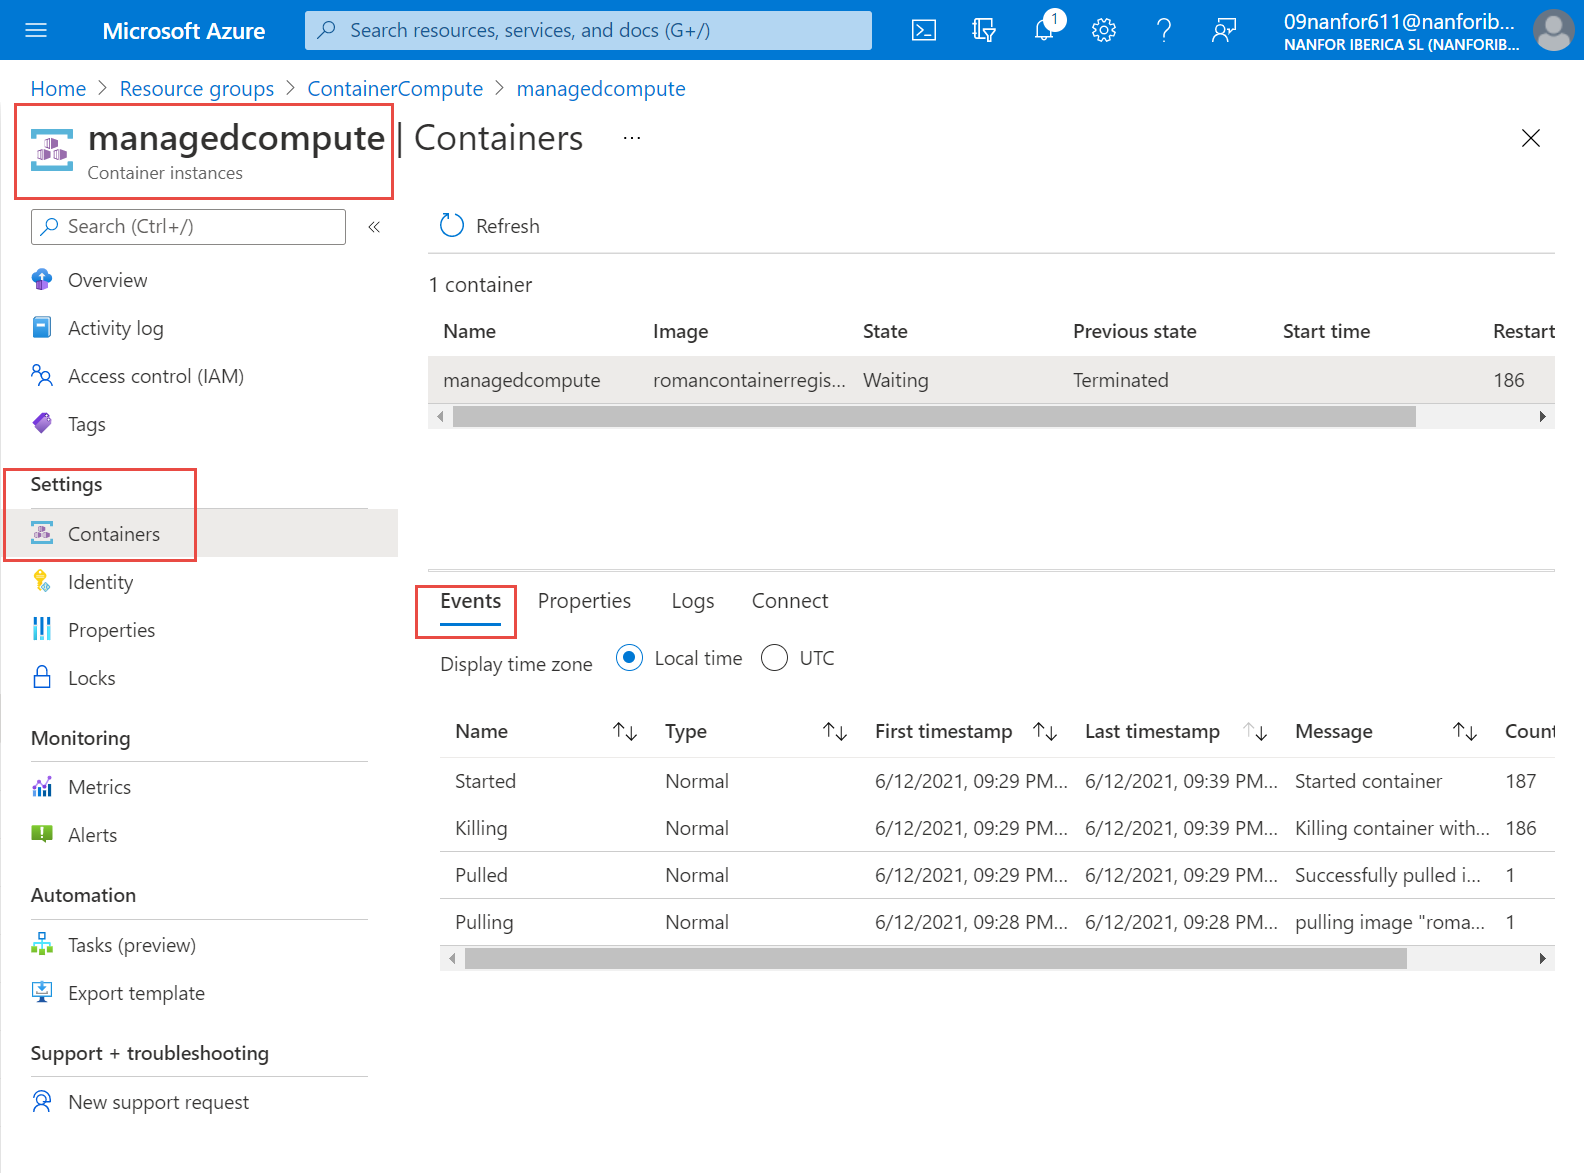 Microsoft Azure
Search resources, services, and docs (G+/)
1
09nanfor611@nanforib...
NANFOR IBERICA SL (NANFORIB...
Home > Resource groups > ContainerCompute > managedcompute
managedcompute | Containers ...
Container instances
Search (Ctrl+/)
«
Refresh
Overview
Activity log
Access control (IAM)
Tags
Settings
Containers
Identity
Properties
Locks
Monitoring
Metrics
Alerts
Automation
Tasks (preview)
Export template
Support + troubleshooting
New support request
1 container
Name Image State Previous state Start time Restart
managedcompute romancontainerregis... Waiting Terminated 186
Events Properties Logs Connect
Display time zone Local time UTC
Name Type First timestamp Last timestamp Message Count
Started Normal 6/12/2021, 09:29 PM... 6/12/2021, 09:39 PM... Started container 187
Killing Normal 6/12/2021, 09:29 PM... 6/12/2021, 09:39 PM... Killing container with... 186
Pulled Normal 6/12/2021, 09:29 PM... 6/12/2021, 09:29 PM... Successfully pulled i... 1
Pulling Normal 6/12/2021, 09:28 PM... 6/12/2021, 09:28 PM... pulling image "roma... 1